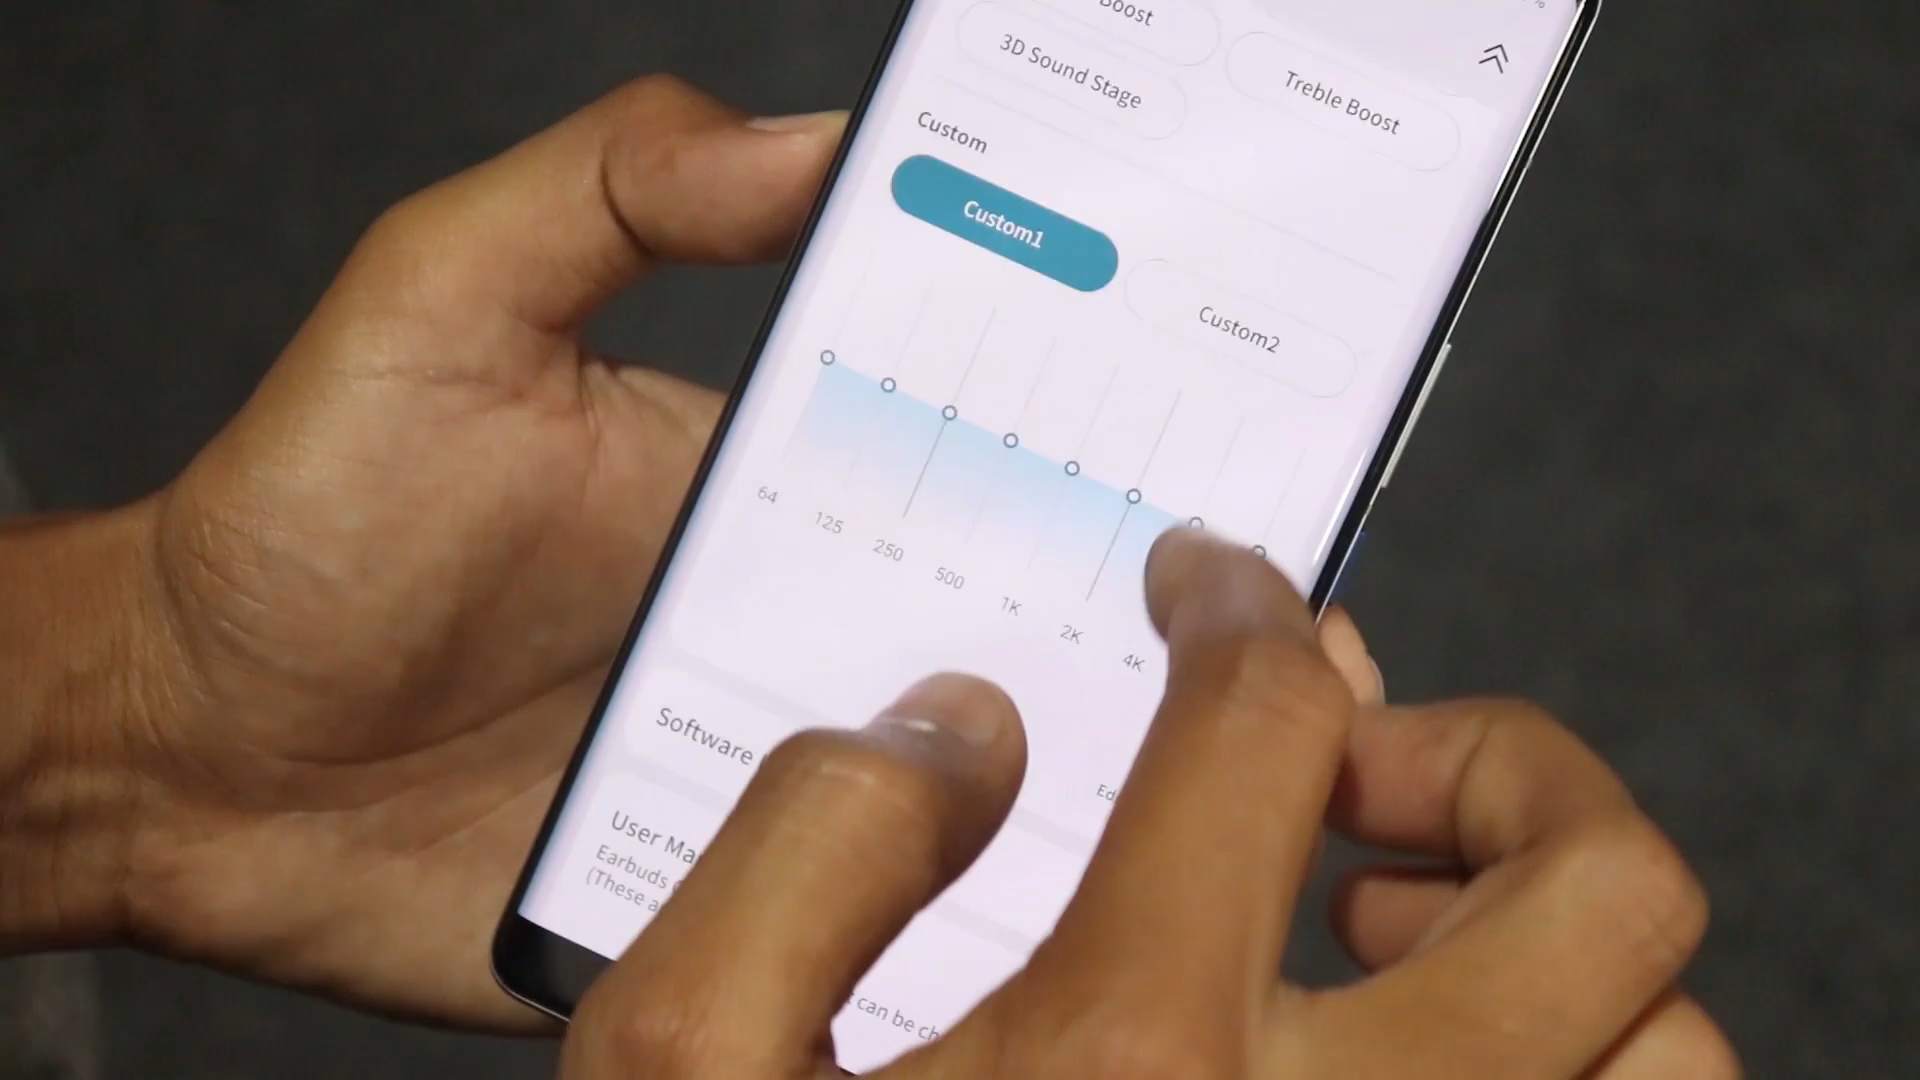 Boost
Treble Boost
3D Sound Stage
Custom
Custom1
Custom2
64 125 250 500 1K 2K 4K
Ed
Software
User Ma
Earbuds
(These a
can be ch